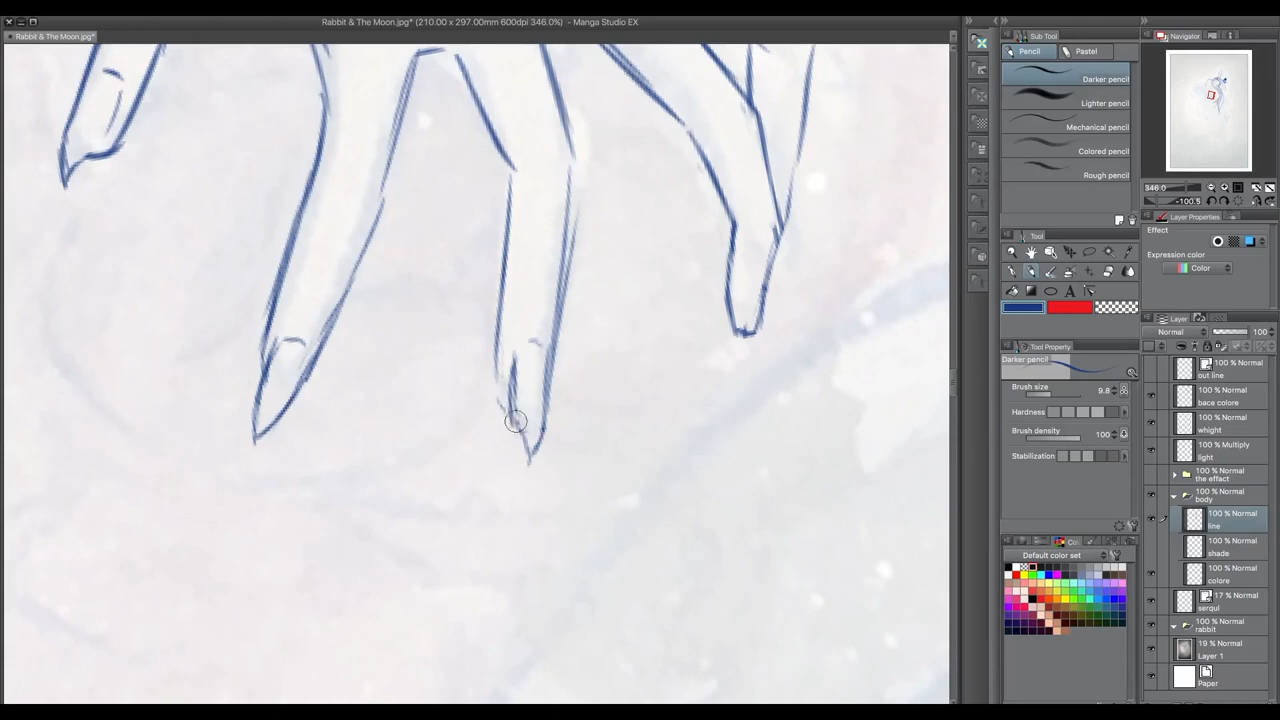 Rabbit & The Moon.jpg* (210.00 x 297.00mm 600dpi 346.0%) - Manga Studio EX
Rabbit & The Moon.jpg*
Sub Tool
Pencil
Pastel
Darker pencil
Lighter pencil
Mechanical pencil
Colored pencil
Rough pencil
Tool
A
Tool Property
Darker pencil
Brush size
9.8
Hardness
Brush density
100
Stabilization
Default color set
Navigator
346.0
-100.5
Layer Properties
Effect
Expression color
Color
Layer
Normal
100
100 % Normal
out line
100 % Normal
bace colore
100 % Normal
whight
100 % Multiply
light
100 % Normal
the effact
100 % Normal
body
100 % Normal
line
100 % Normal
shade
100 % Normal
colore
17 % Normal
serqul
100 % Normal
rabbit
19 % Normal
Layer 1
Paper